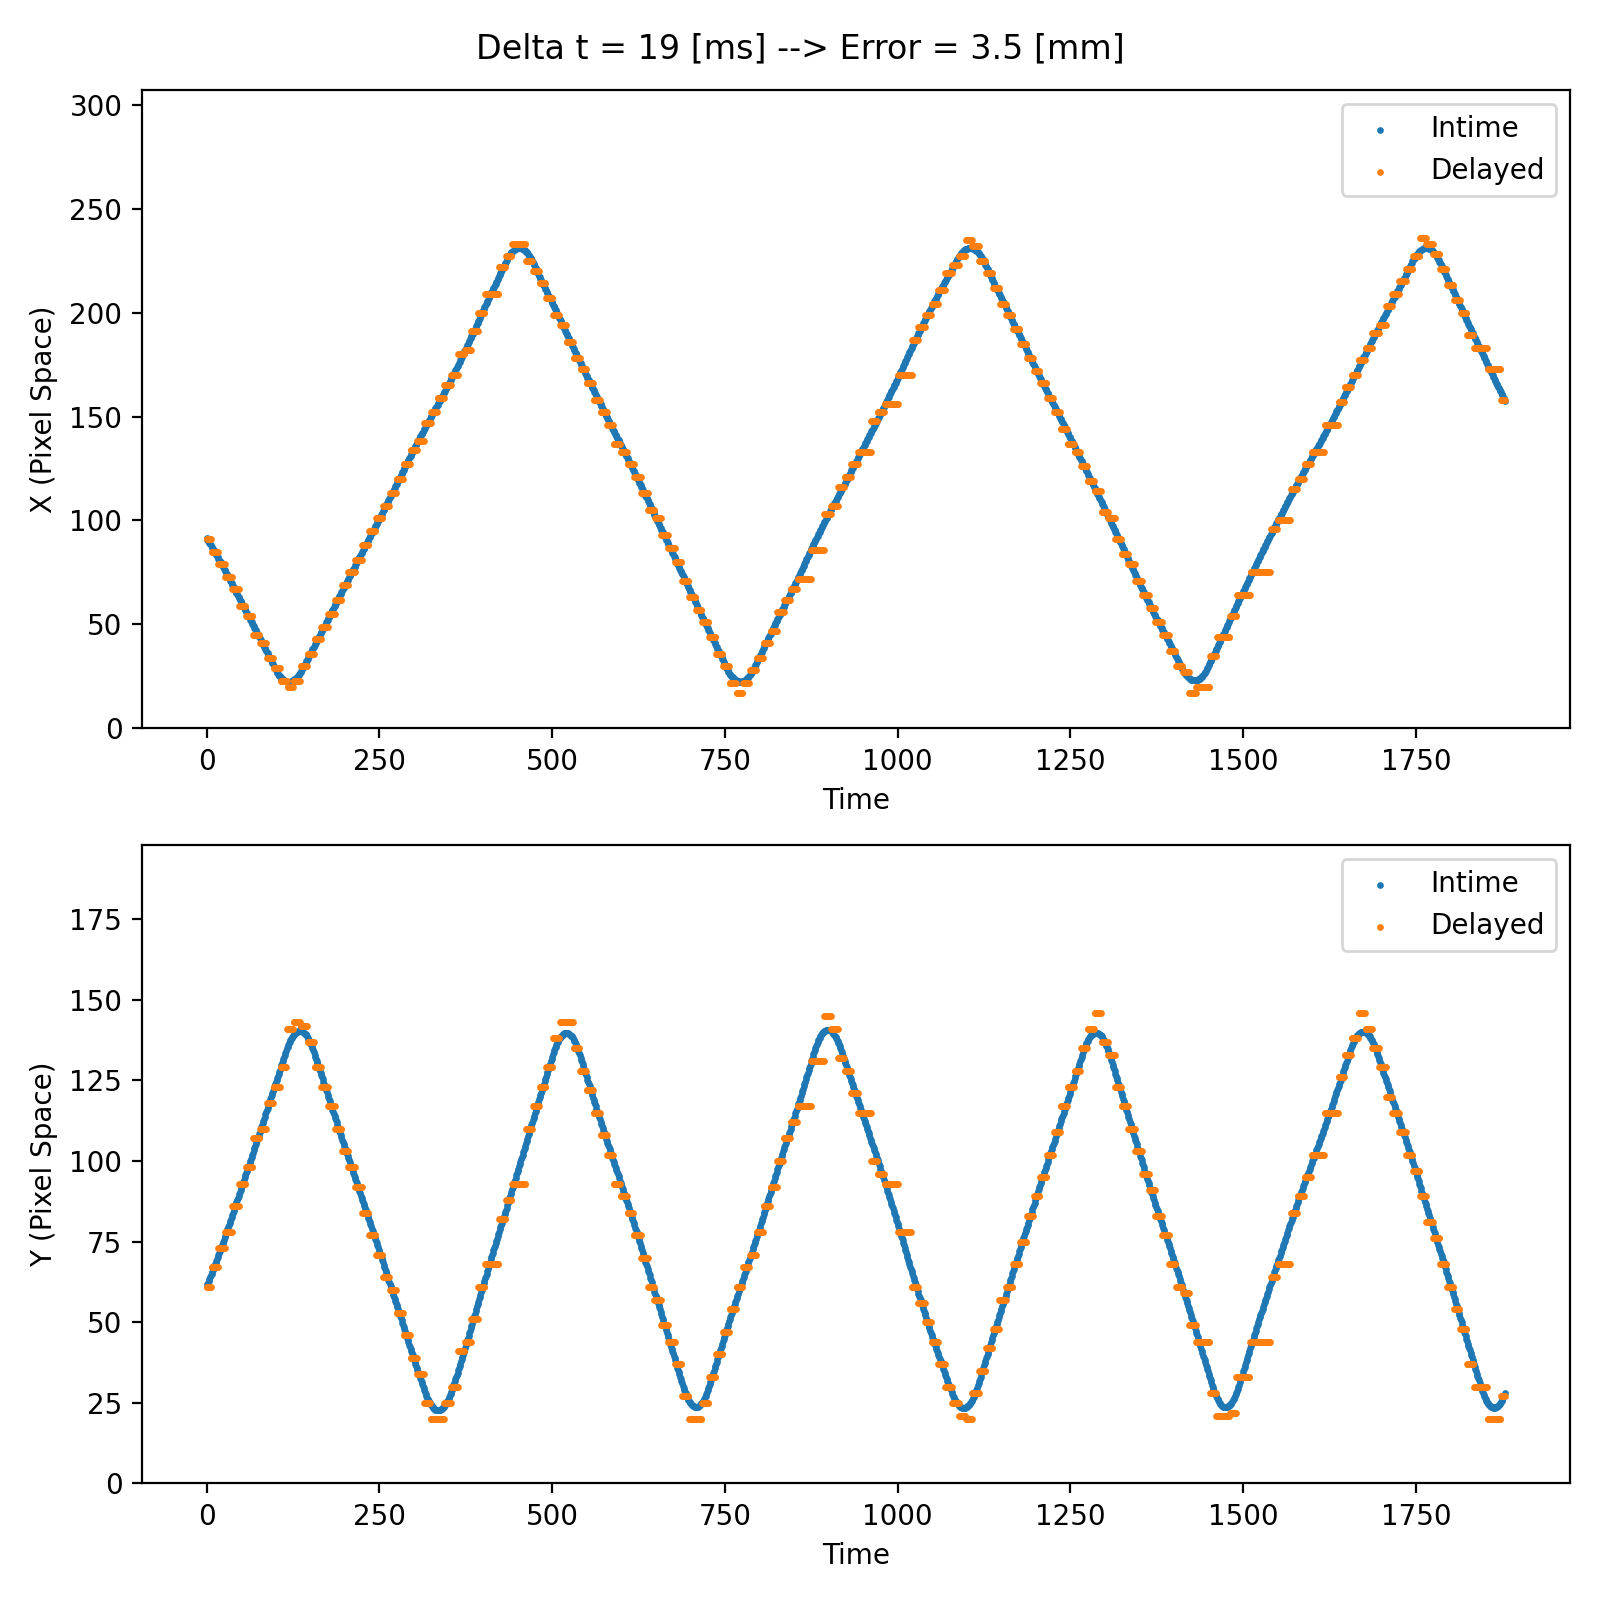 Delta t = 19 [ms] --> Error = 3.5 [mm]
300
250
200
150
100
50
0
X (Pixel Space)
Intime
Delayed
0 250 500 750 1000 1250 1500 1750
Time
175
150
125
100
75
50
25
0
Y (Pixel Space)
Intime
Delayed
0 250 500 750 1000 1250 1500 1750
Time